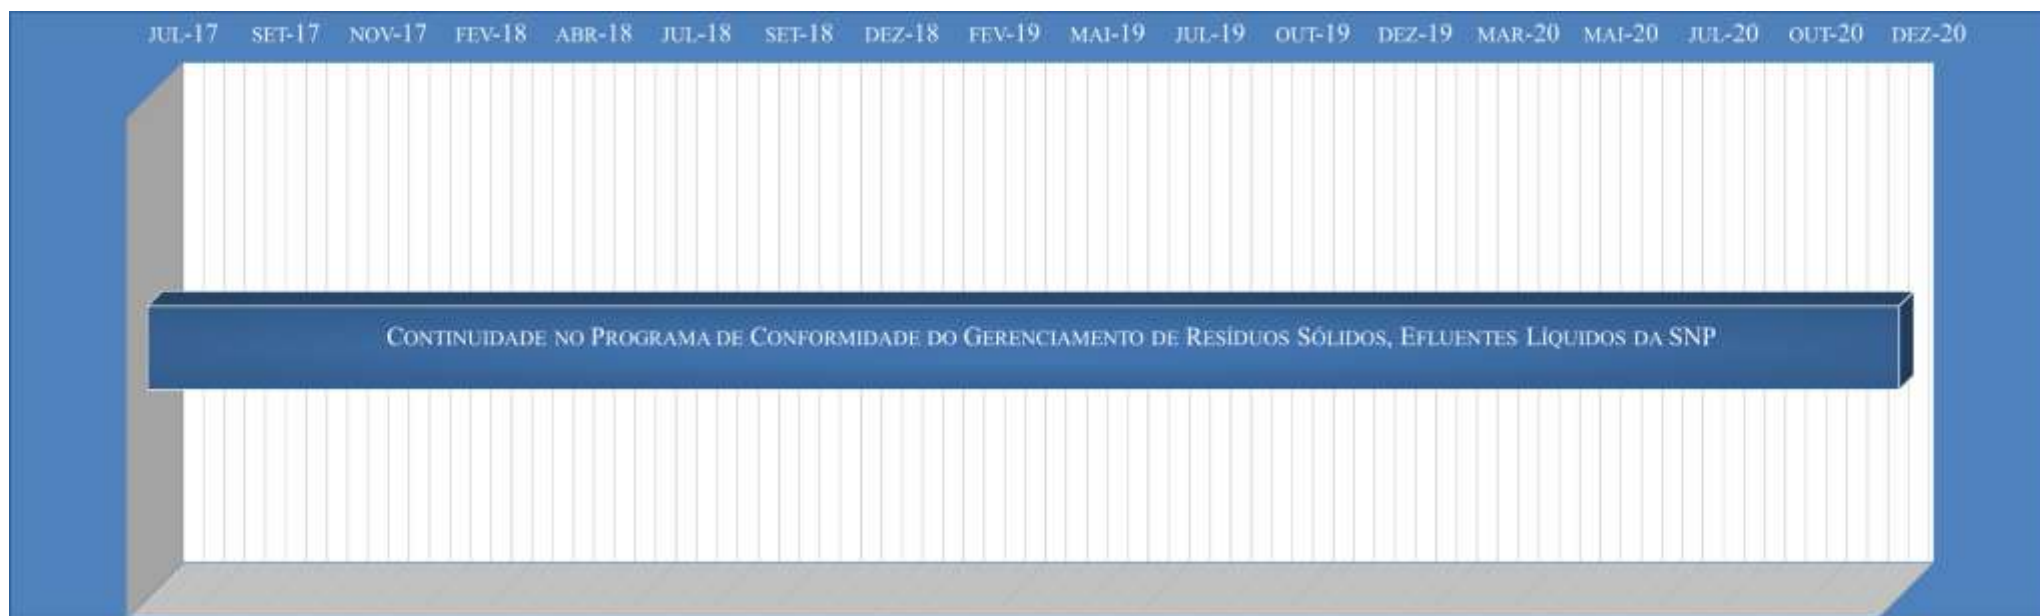 JUL-17 SET-17 NOV-17 FEV-18 ABR-18 JUL-18 SET-18 DEZ-18 FEV-19 MAI-19 JUL-19 OUT-19 DEZ-19 MAR-20 MAI-20 JUL-20 OUT-20 DEZ-20
CONTINUIDADE NO PROGRAMA DE CONFORMIDADE DO GERENCIAMENTO DE RESÍDUOS SÓLIDOS, EFLUENTES LÍQUIDOS DA SNP